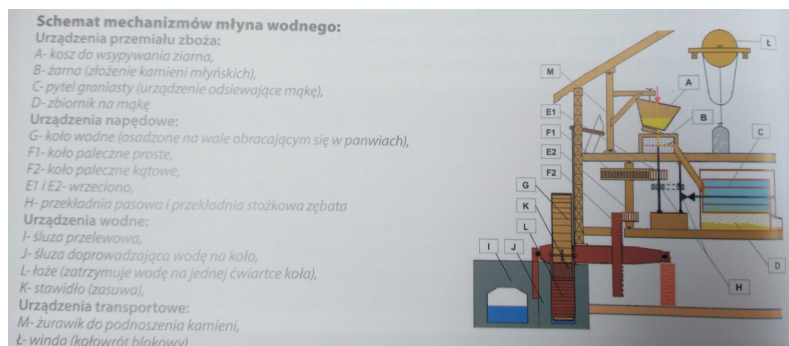 Schemat mechanizmów młyna wodnego:
Urządzenia przemiału zboża:
A- kosz do wsypywania ziarna,
B- żarna (złożenie kamieni młyńskich),
C- pytel graniasty (urządzenie odsiewające mąkę),
D- zbiornik na mąkę
Urządzenia napędowe:
G- koło wodne (osadzone na wale obracającym się w panwiach),
F1- koło paleczne proste,
F2- koło paleczne kątowe,
E1 i E2- wrzeciono,
H- przekładnia pasowa i przekładnia stożkowa zębata
Urządzenia wodne:
I- śluza przelewowa,
J- śluza doprowadzająca wodę na koło,
L- łoże (zatrzymuje wodę na jednej ćwiartce koła),
K- stawidło (zasuwa),
Urządzenia transportowe:
M- żurawik do podnoszenia kamieni,
Ł- winda (kołowrót blokowy)
Ł
M
A
E1
B
F1
C
E2
F2
G
K
L
I
J
D
H